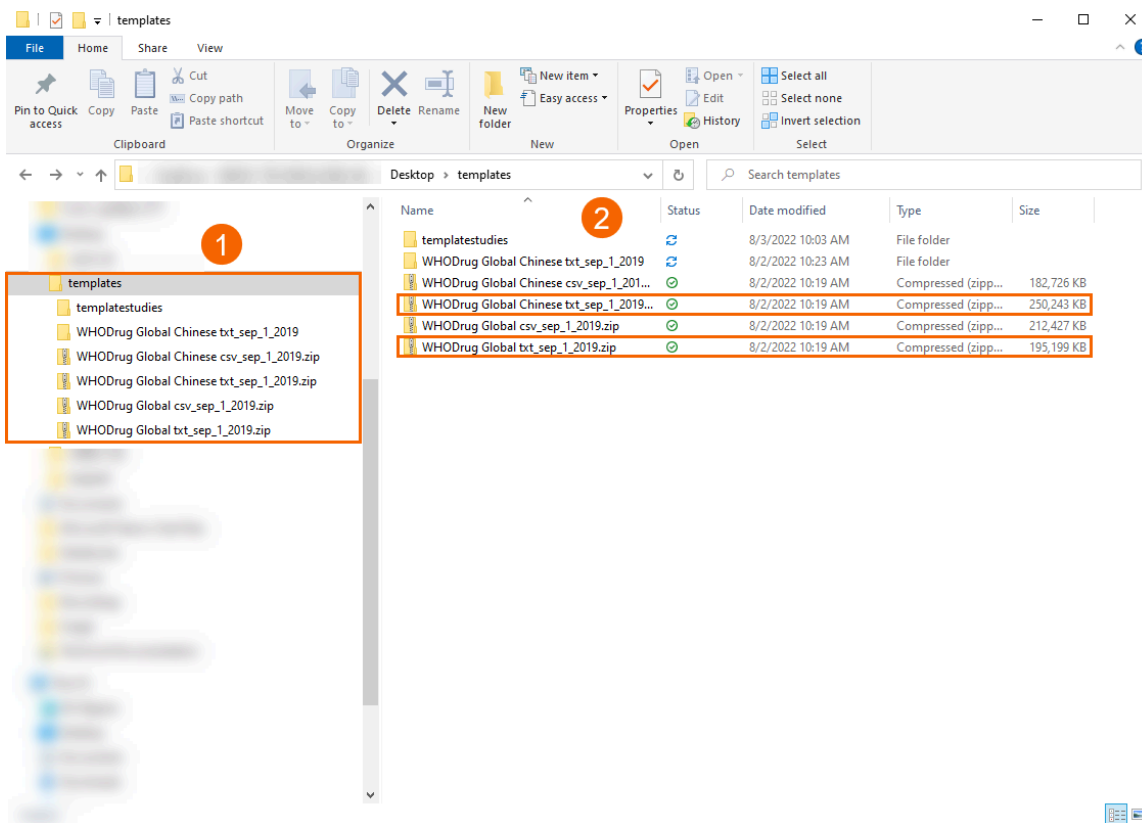 templates
File Home Share View
Pin to Quick access
Copy
Paste
Cut
Copy path
Paste shortcut
Clipboard
Move to
Copy to
Delete
Rename
Organize
New folder
New item
Easy access
New
Properties
Open
Edit
History
Open
Select all
Select none
Invert selection
Select
Desktop > templates
Search templates
1
templates
templatestudies
WHODrug Global Chinese txt_sep_1_2019
WHODrug Global Chinese csv_sep_1_2019.zip
WHODrug Global Chinese txt_sep_1_2019.zip
WHODrug Global csv_sep_1_2019.zip
WHODrug Global txt_sep_1_2019.zip
2
Name Status Date modified Type Size
templatestudies 8/3/2022 10:03 AM File folder
WHODrug Global Chinese txt_sep_1_2019 8/2/2022 10:23 AM File folder
WHODrug Global Chinese csv_sep_1_201... 8/2/2022 10:19 AM Compressed (zipp... 182,726 KB
WHODrug Global Chinese txt_sep_1_2019... 8/2/2022 10:19 AM Compressed (zipp... 250,243 KB
WHODrug Global csv_sep_1_2019.zip 8/2/2022 10:19 AM Compressed (zipp... 212,427 KB
WHODrug Global txt_sep_1_2019.zip 8/2/2022 10:19 AM Compressed (zipp... 195,199 KB